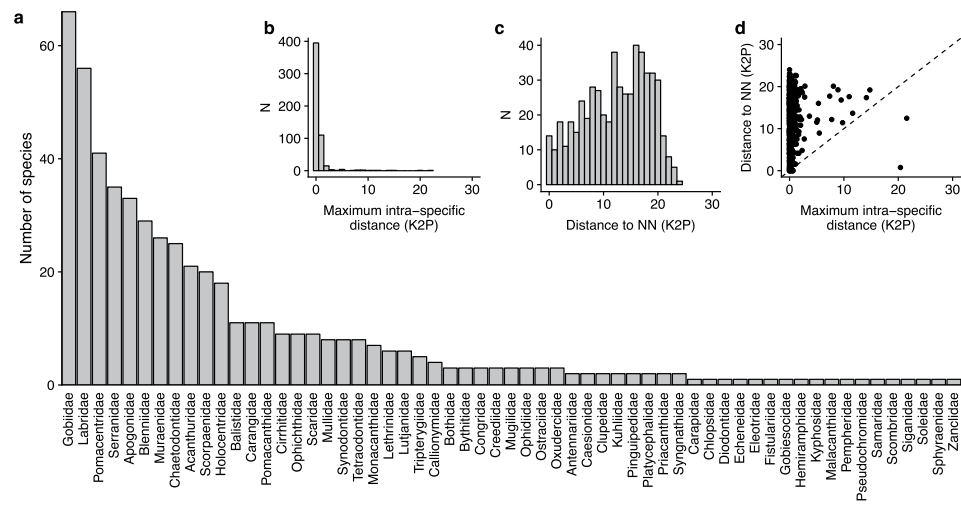 a
60
40
20
0
Number of species
b
400
300
200
100
0
N
0 10 20 30
Maximum intra−specific
distance (K2P)
c
40
30
20
10
0
N
0 10 20 30
Distance to NN (K2P)
d
30
20
10
0
Distance to NN (K2P)
0 10 20 30
Maximum intra−specific
distance (K2P)
Gobiidae
Labridae
Pomacentridae
Serranidae
Apogonidae
Blenniidae
Muraenidae
Chaetodontidae
Acanthuridae
Scorpaenidae
Holocentridae
Balistidae
Carangidae
Pomacanthidae
Cirrhitidae
Ophichthidae
Scaridae
Mullidae
Synodontidae
Tetraodontidae
Monacanthidae
Lethrinidae
Lutjanidae
Tripterygiidae
Callionymidae
Bothidae
Bythitidae
Congridae
Creediidae
Mugilidae
Ophidiidae
Ostraciidae
Oxudercidae
Antennariidae
Caesionidae
Clupeidae
Kuhliidae
Pinguipedidae
Platycephalidae
Priacanthidae
Syngnathidae
Carapidae
Chlopsidae
Diodontidae
Echeneidae
Eleotridae
Fistulariidae
Gobiesocidae
Hemiramphidae
Kyphosidae
Malacanthidae
Pempheridae
Pseudochromidae
Samaridae
Scombridae
Siganidae
Soleidae
Sphyraenidae
Zanclidae